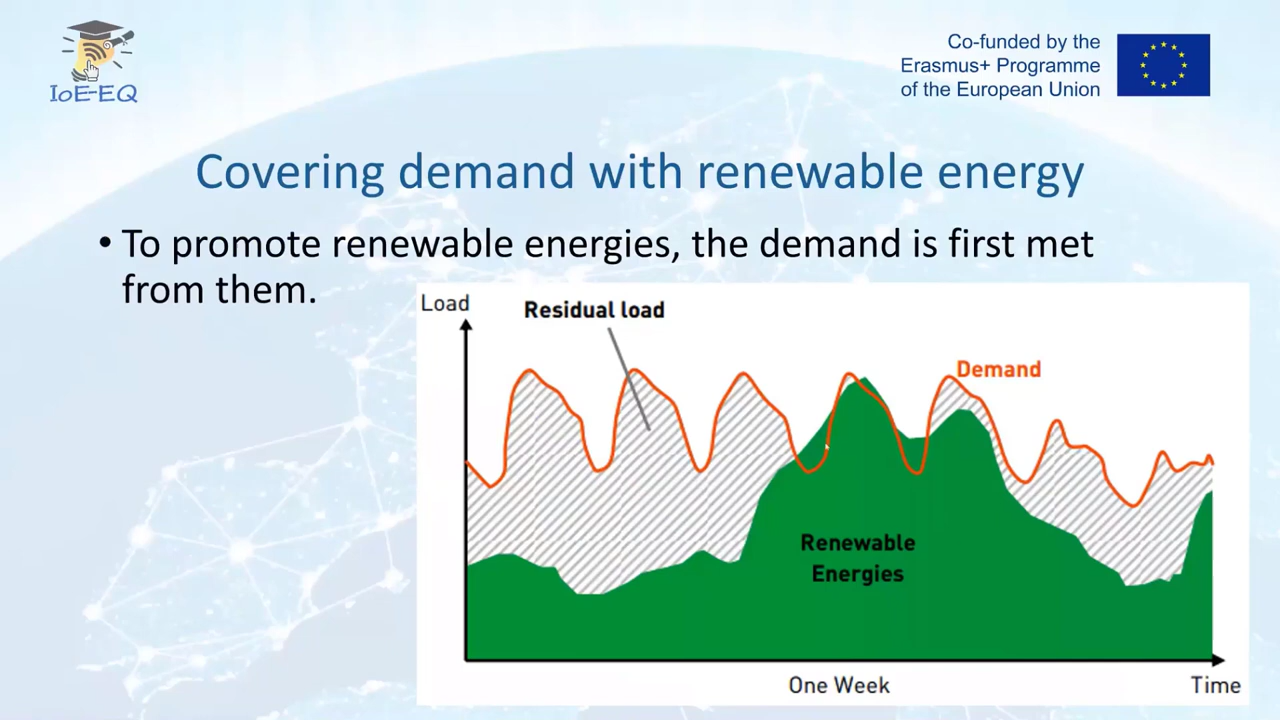 IoE-EQ
Co-funded by the
Erasmus+ Programme
of the European Union
Covering demand with renewable energy
• To promote renewable energies, the demand is first met
from them.
Load
Residual load
Demand
Renewable
Energies
One Week
Time